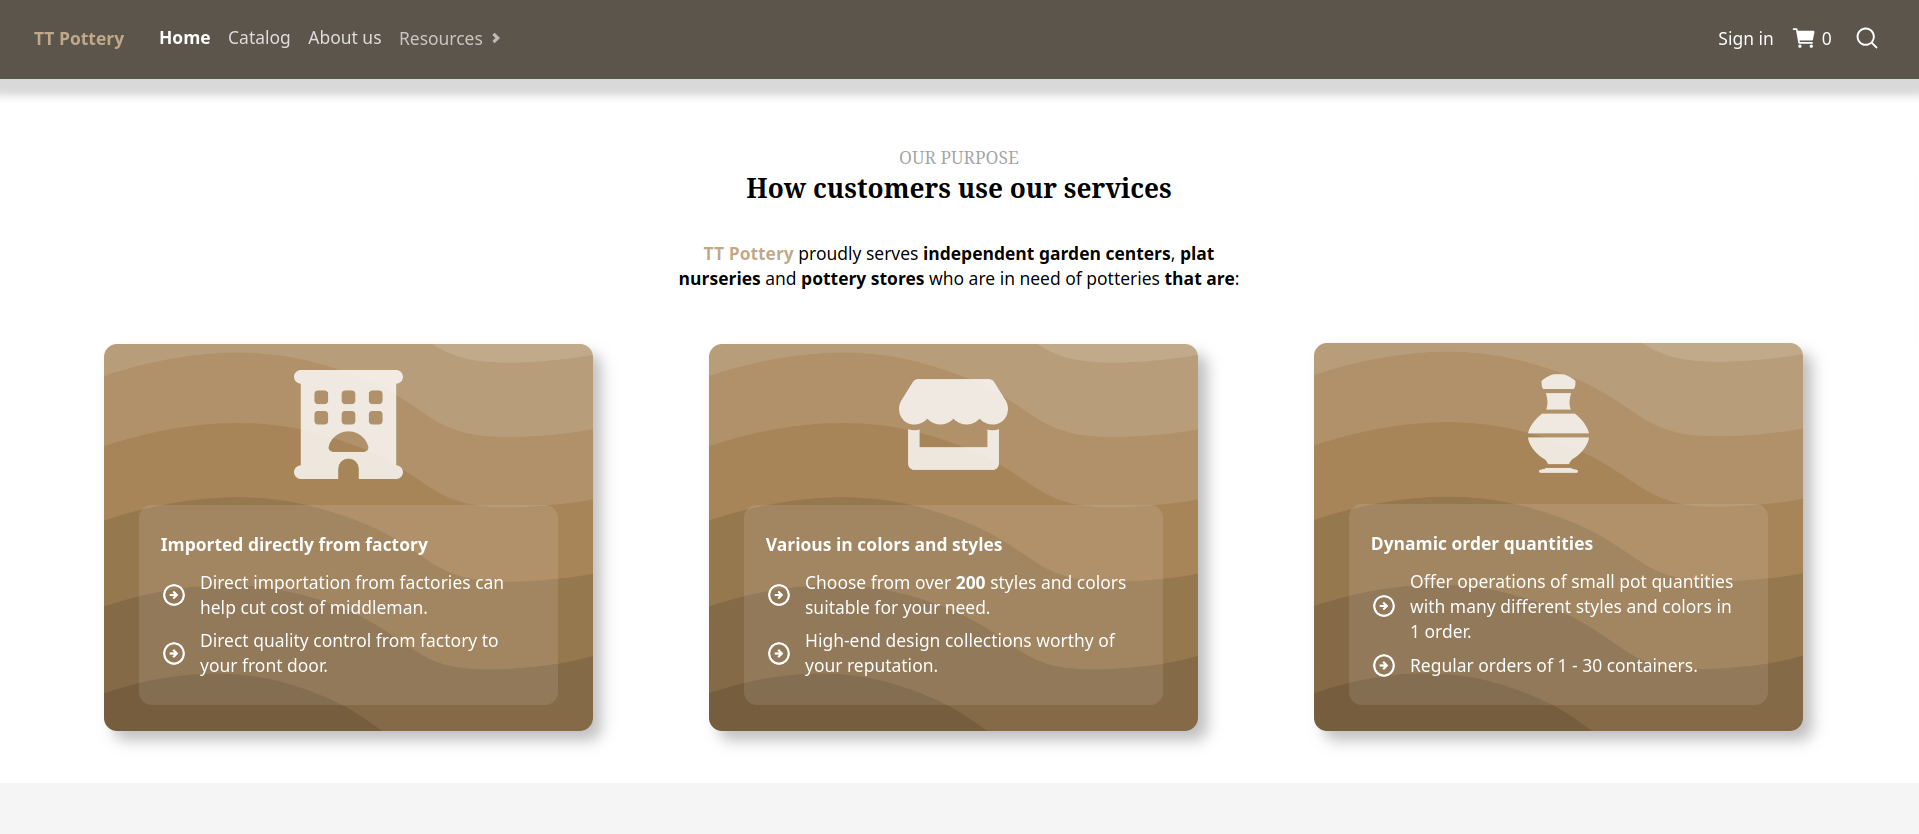 TT Pottery Home Catalog About us Resources Sign in 0
OUR PURPOSE
How customers use our services
TT Pottery proudly serves independent garden centers, plat
nurseries and pottery stores who are in need of potteries that are:
Imported directly from factory
Direct importation from factories can
help cut cost of middleman.
Direct quality control from factory to
your front door.
Various in colors and styles
Choose from over 200 styles and colors
suitable for your need.
High-end design collections worthy of
your reputation.
Dynamic order quantities
Offer operations of small pot quantities
with many different styles and colors in
1 order.
Regular orders of 1 - 30 containers.